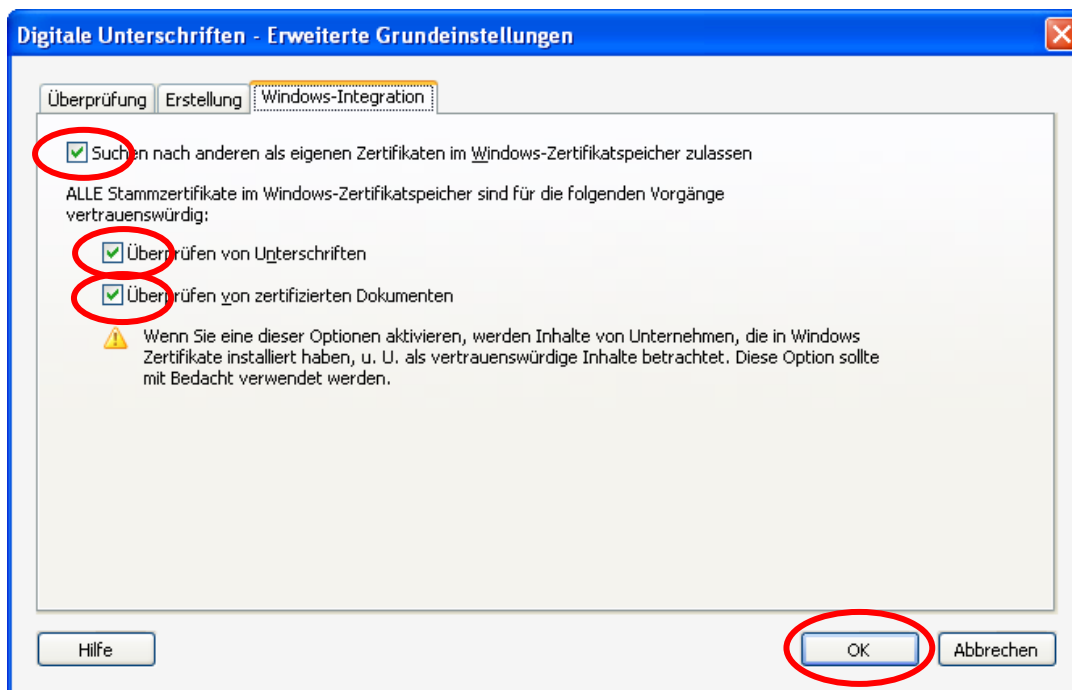 Digitale Unterschriften - Erweiterte Grundeinstellungen
Überprüfung Erstellung Windows-Integration
Suchen nach anderen als eigenen Zertifikaten im Windows-Zertifikatspeicher zulassen
ALLE Stammzertifikate im Windows-Zertifikatspeicher sind für die folgenden Vorgänge
vertrauenswürdig:
Überprüfen von Unterschriften
Überprüfen von zertifizierten Dokumenten
Wenn Sie eine dieser Optionen aktivieren, werden Inhalte von Unternehmen, die in Windows
Zertifikate installiert haben, u. U. als vertrauenswürdige Inhalte betrachtet. Diese Option sollte
mit Bedacht verwendet werden.
Hilfe OK Abbrechen